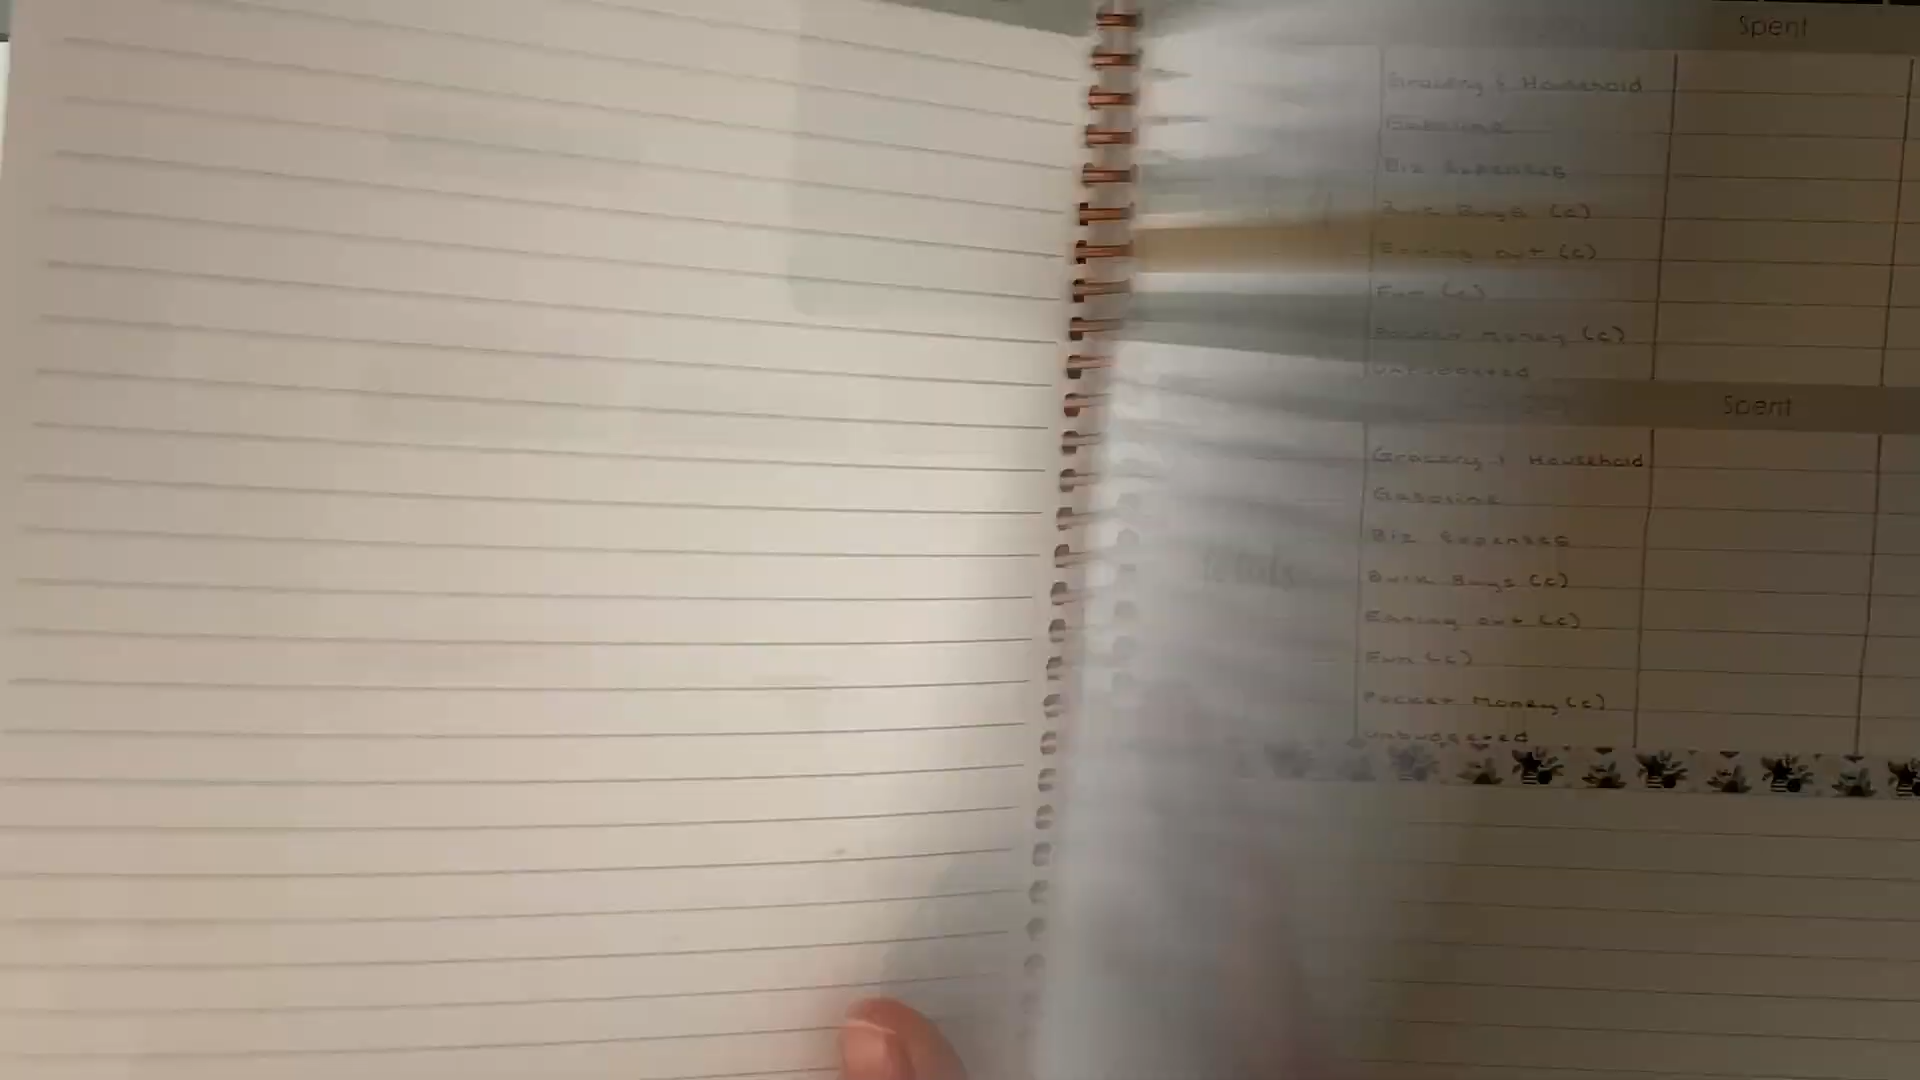 Spent
Grocery & Household
Gasoline
Biz Expenses
Bulk Buys (c)
Eating out (c)
Fun (c)
Pocket Money (c)
Unbudgeted
Spent
Grocery & Household
Gasoline
Biz Expenses
Bulk Buys (c)
Eating out (c)
Fun (c)
Pocket Money (c)
Unbudgeted